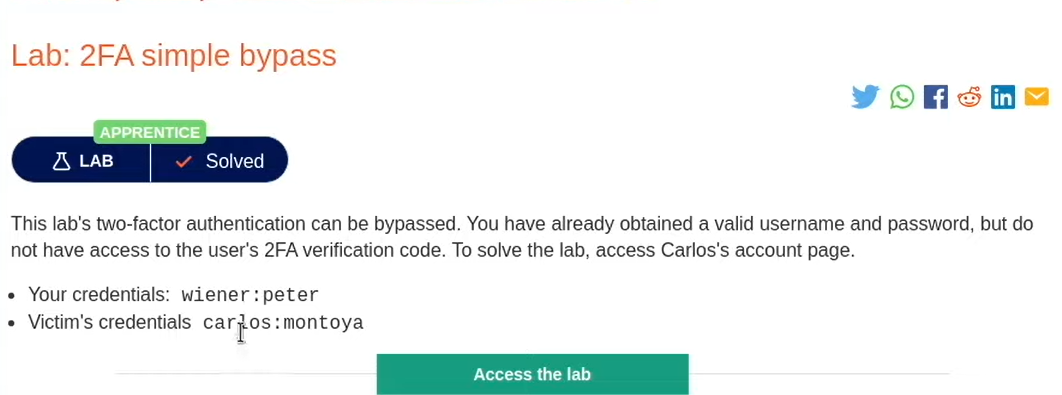 Lab: 2FA simple bypass
APPRENTICE
LAB
Solved
This lab's two-factor authentication can be bypassed. You have already obtained a valid username and password, but do
not have access to the user's 2FA verification code. To solve the lab, access Carlos's account page.
Your credentials: wiener:peter
Victim's credentials carlos:montoya
Access the lab